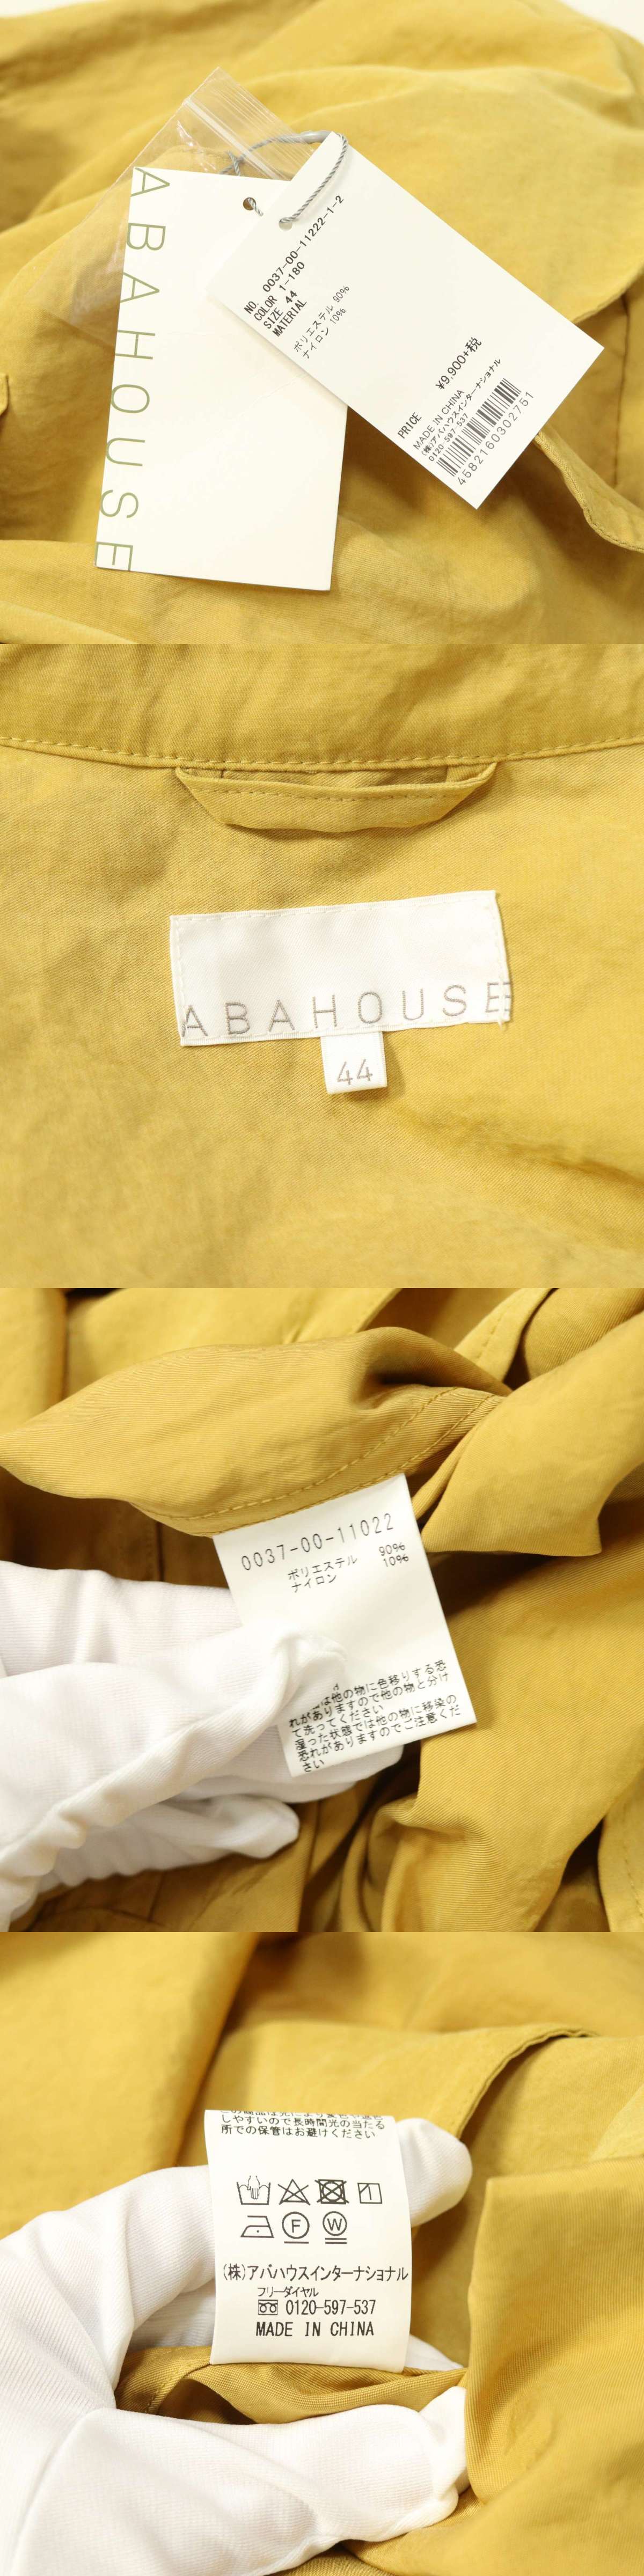 ABAHOUSE
NO. 0037-00-11222-1-2
COLOR 1-180
SIZE 44
MATERIAL
ポリエステル 90%
ナイロン 10%
PRICE ¥9,900+税
MADE IN CHINA
(株)アバハウスインターナショナル
0120-597-537
4582160302751
ABAHOUSE
44
0037-00-11022
ポリエステル 90%
ナイロン 10%
は他の物に色移りする恐
れがありますので他の物と分け
て洗ってください
湿った状態では他の物に移染の
恐れがありますのでご注意くだ
さい
しやすいので長時間光の当たる
所での保管はお避けください
F W
(株)アバハウスインターナショナル
フリーダイヤル
0120-597-537
MADE IN CHINA